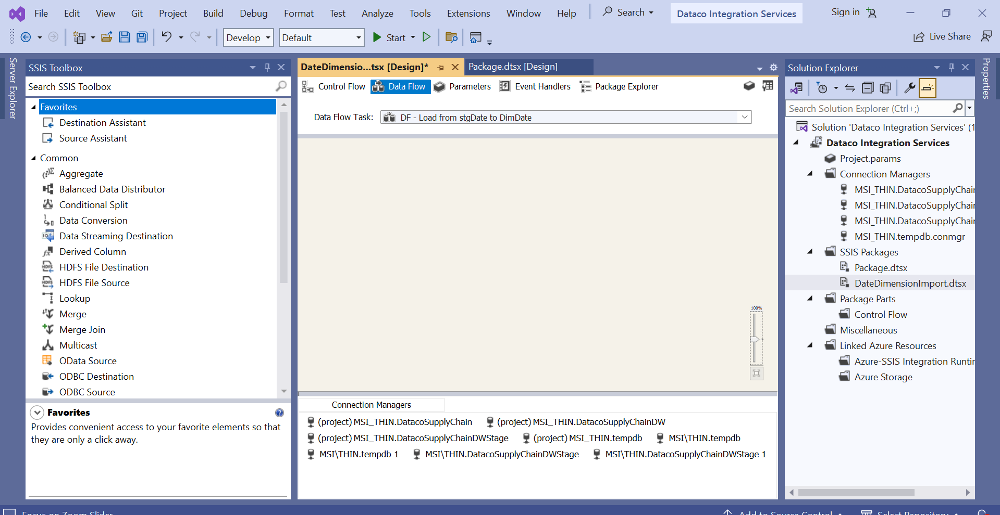 File Edit View Git Project Build Debug Format Test Analyze Tools Extensions Window Help Search Dataco Integration Services Sign in
Develop Default Start Live Share
Server Explorer
SSIS Toolbox
Search SSIS Toolbox
Favorites
Destination Assistant
Source Assistant
Common
Aggregate
Balanced Data Distributor
Conditional Split
Data Conversion
Data Streaming Destination
Derived Column
HDFS File Destination
HDFS File Source
Lookup
Merge
Merge Join
Multicast
OData Source
ODBC Destination
ODBC Source
Favorites
Provides convenient access to your favorite elements so that
they are only a click away.
DateDimensio...tsx [Design]* Package.dtsx [Design]
Control Flow Data Flow Parameters Event Handlers Package Explorer
Data Flow Task: DF - Load from stgDate to DimDate
100%
Connection Managers
(project) MSI_THIN.DatacoSupplyChain (project) MSI_THIN.DatacoSupplyChainDW
(project) MSI_THIN.DatacoSupplyChainDWStage (project) MSI_THIN.tempdb MSI\THIN.tempdb
MSI\THIN.tempdb 1 MSI\THIN.DatacoSupplyChainDWStage MSI\THIN.DatacoSupplyChainDWStage 1
Solution Explorer
Search Solution Explorer (Ctrl+;)
Solution 'Dataco Integration Services' (1
Dataco Integration Services
Project.params
Connection Managers
MSI_THIN.DatacoSupplyChain
MSI_THIN.DatacoSupplyChain
MSI_THIN.DatacoSupplyChain
MSI_THIN.tempdb.conmgr
SSIS Packages
Package.dtsx
DateDimensionImport.dtsx
Package Parts
Control Flow
Miscellaneous
Linked Azure Resources
Azure-SSIS Integration Runtin
Azure Storage
Properties
Focus on Zoom Slider Add to Source Control Select Repository